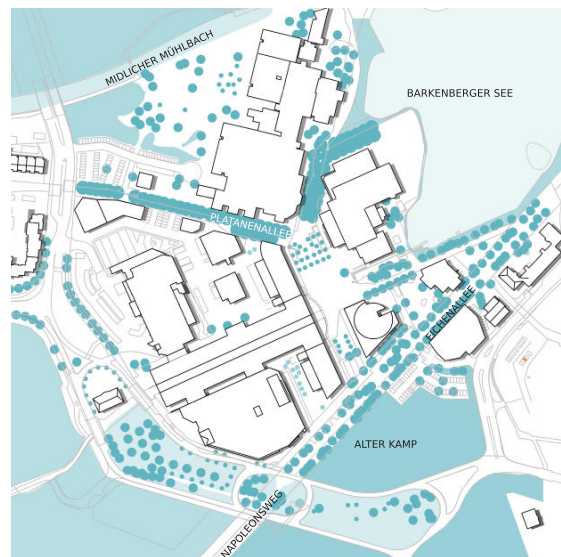 MIDLICHER MÜHLBACH
BARKENBERGER SEE
PLATANENALLEE
EICHENALLEE
ALTER KAMP
NAPOLEONSWEG